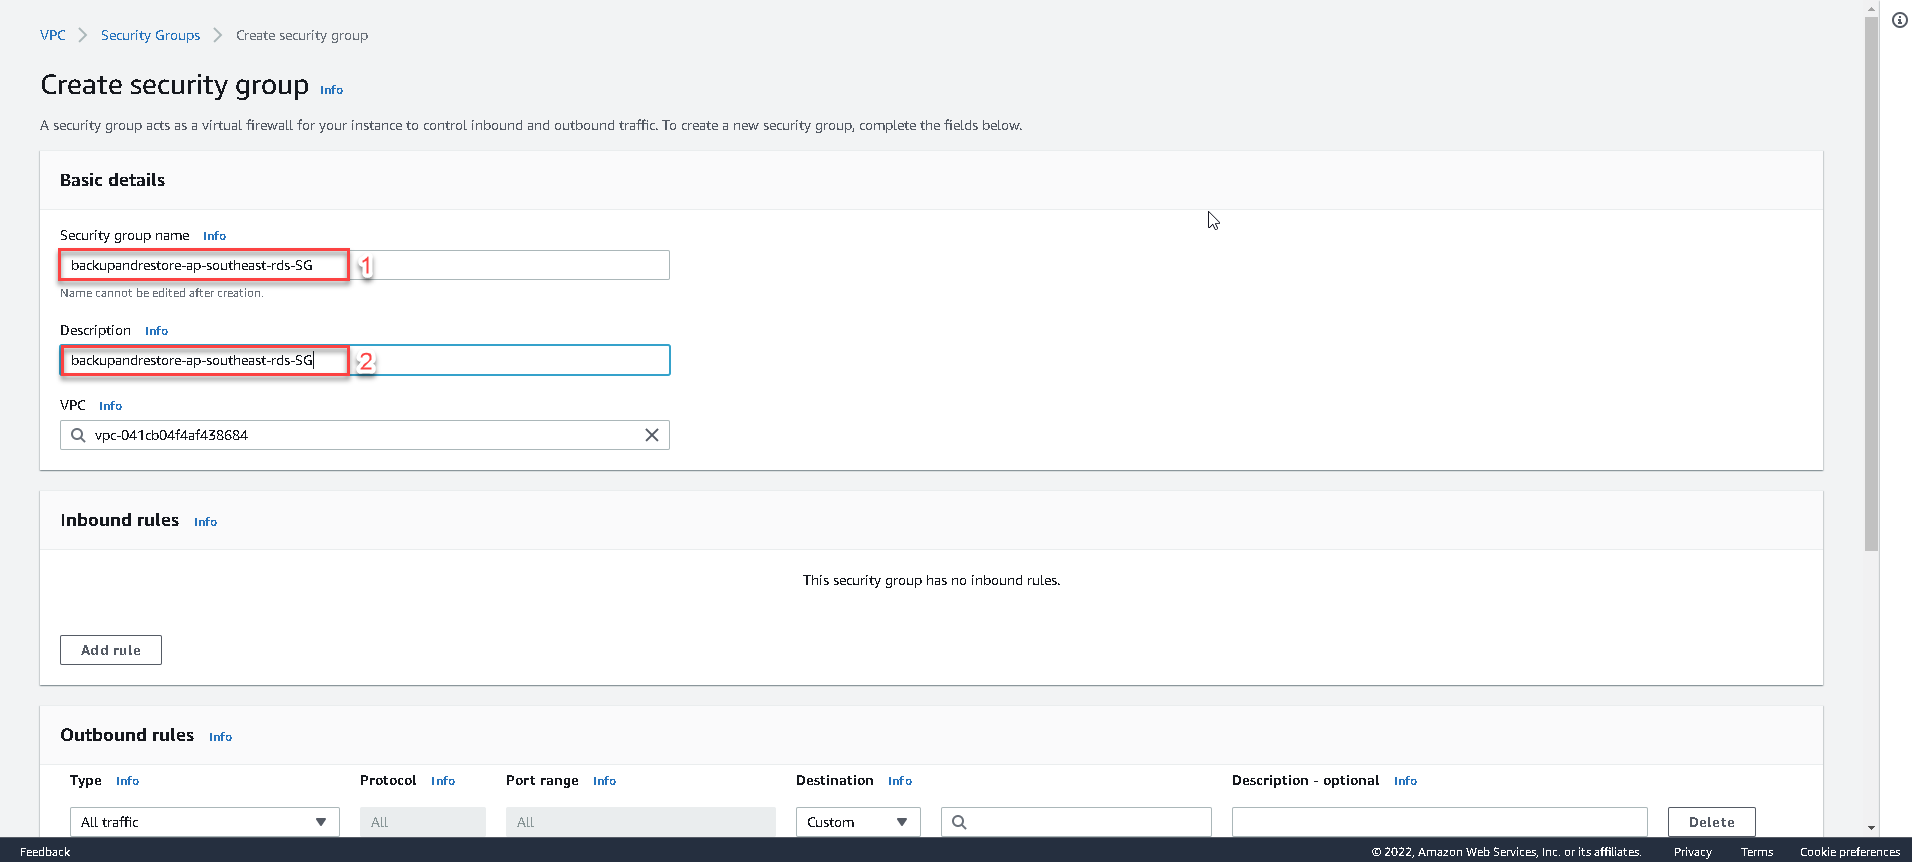 VPC > Security Groups > Create security group
Create security group Info
A security group acts as a virtual firewall for your instance to control inbound and outbound traffic. To create a new security group, complete the fields below.
Basic details
Security group name Info
backupandrestore-ap-southeast-rds-SG 1
Name cannot be edited after creation.
Description Info
backupandrestore-ap-southeast-rds-SG 2
VPC Info
vpc-041cb04f4af438684
Inbound rules Info
This security group has no inbound rules.
Add rule
Outbound rules Info
Type Info Protocol Info Port range Info Destination Info Description - optional Info
All traffic All All Custom Delete
Feedback © 2022, Amazon Web Services, Inc. or its affiliates. Privacy Terms Cookie preferences